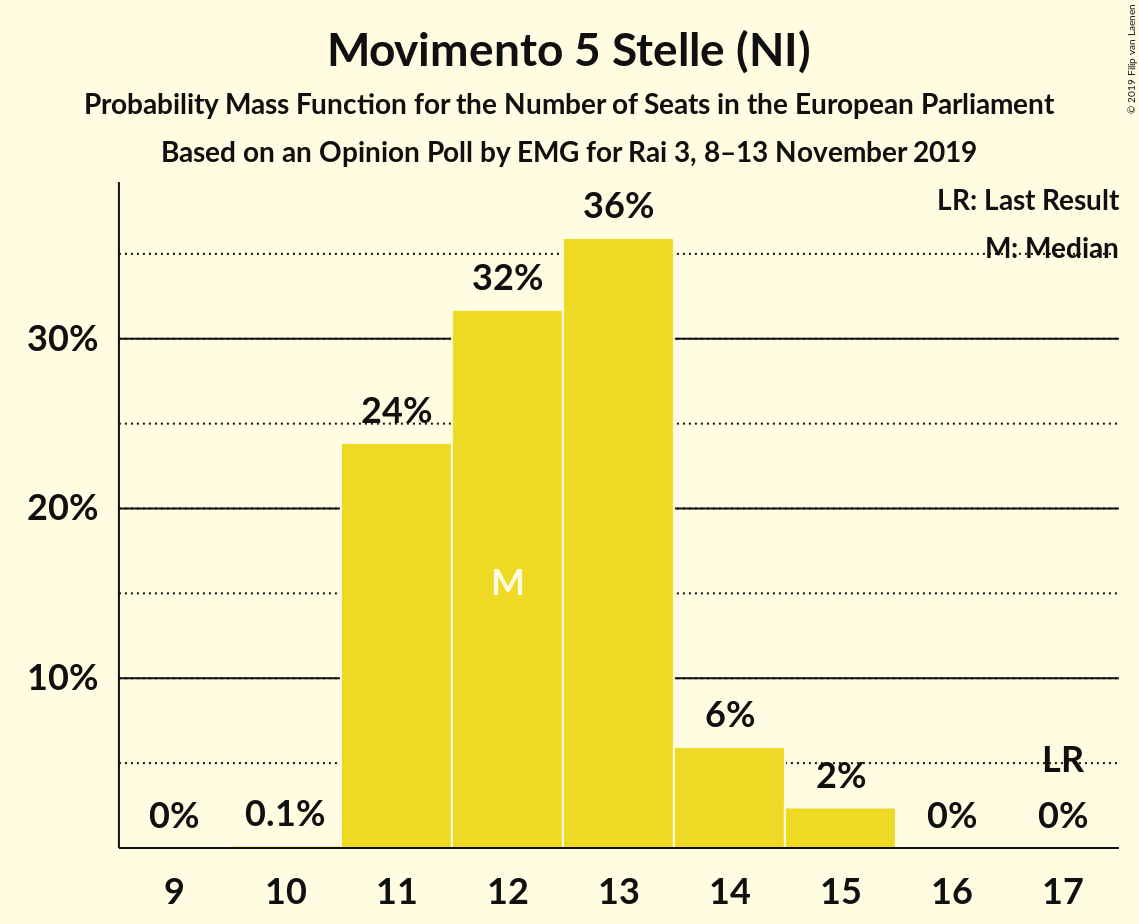 Movimento 5 Stelle (NI)
Probability Mass Function for the Number of Seats in the European Parliament
Based on an Opinion Poll by EMG for Rai 3, 8–13 November 2019
© 2019 Filip van Laenen
LR: Last Result
M: Median
36%
32%
30%
24%
20%
M
10%
6%
LR
2%
0%
0.1%
0%
0%
9 10 11 12 13 14 15 16 17